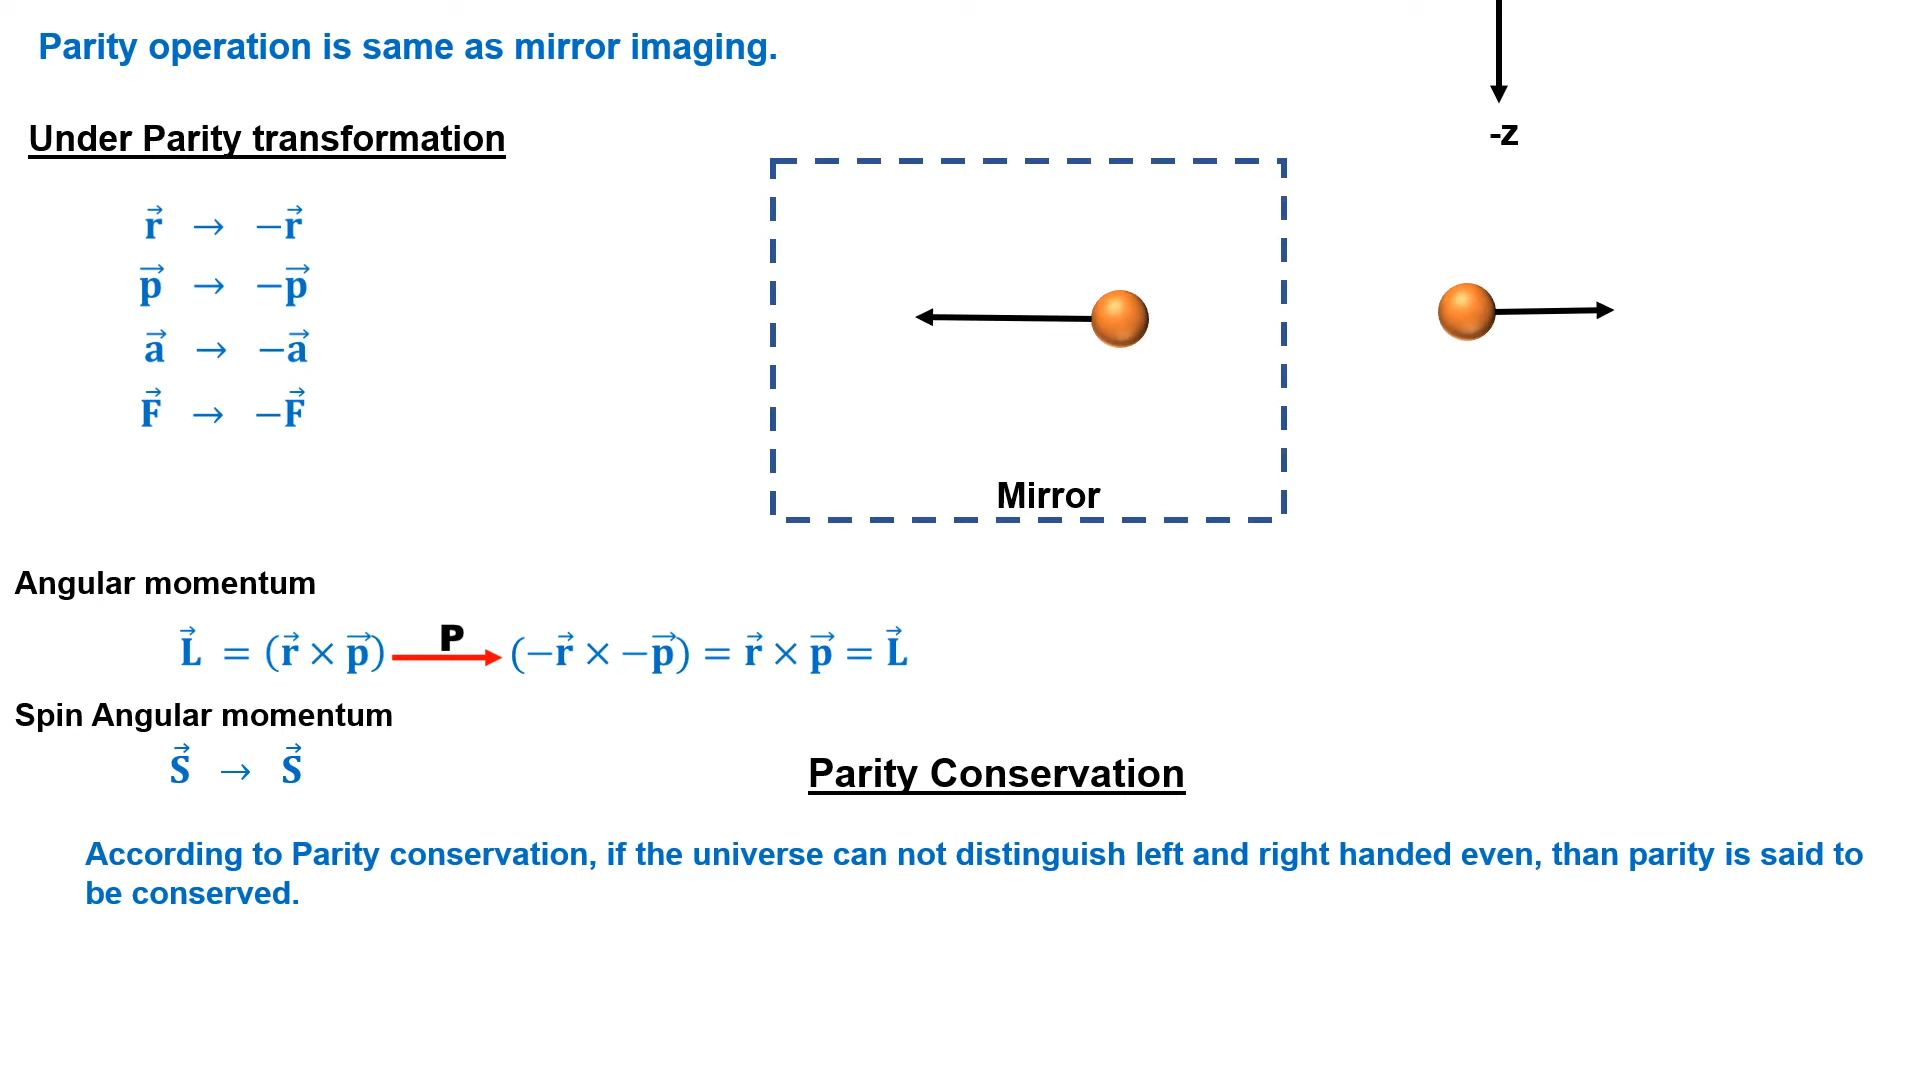 Parity operation is same as mirror imaging.
-z
Under Parity transformation
r⃗ → −r⃗
p⃗ → −p⃗
a⃗ → −a⃗
F⃗ → −F⃗
Mirror
Angular momentum
L⃗ = (r⃗ × p⃗) P (−r⃗ × −p⃗) = r⃗ × p⃗ = L⃗
Spin Angular momentum
S⃗ → S⃗
Parity Conservation
According to Parity conservation, if the universe can not distinguish left and right handed even, than parity is said to
be conserved.